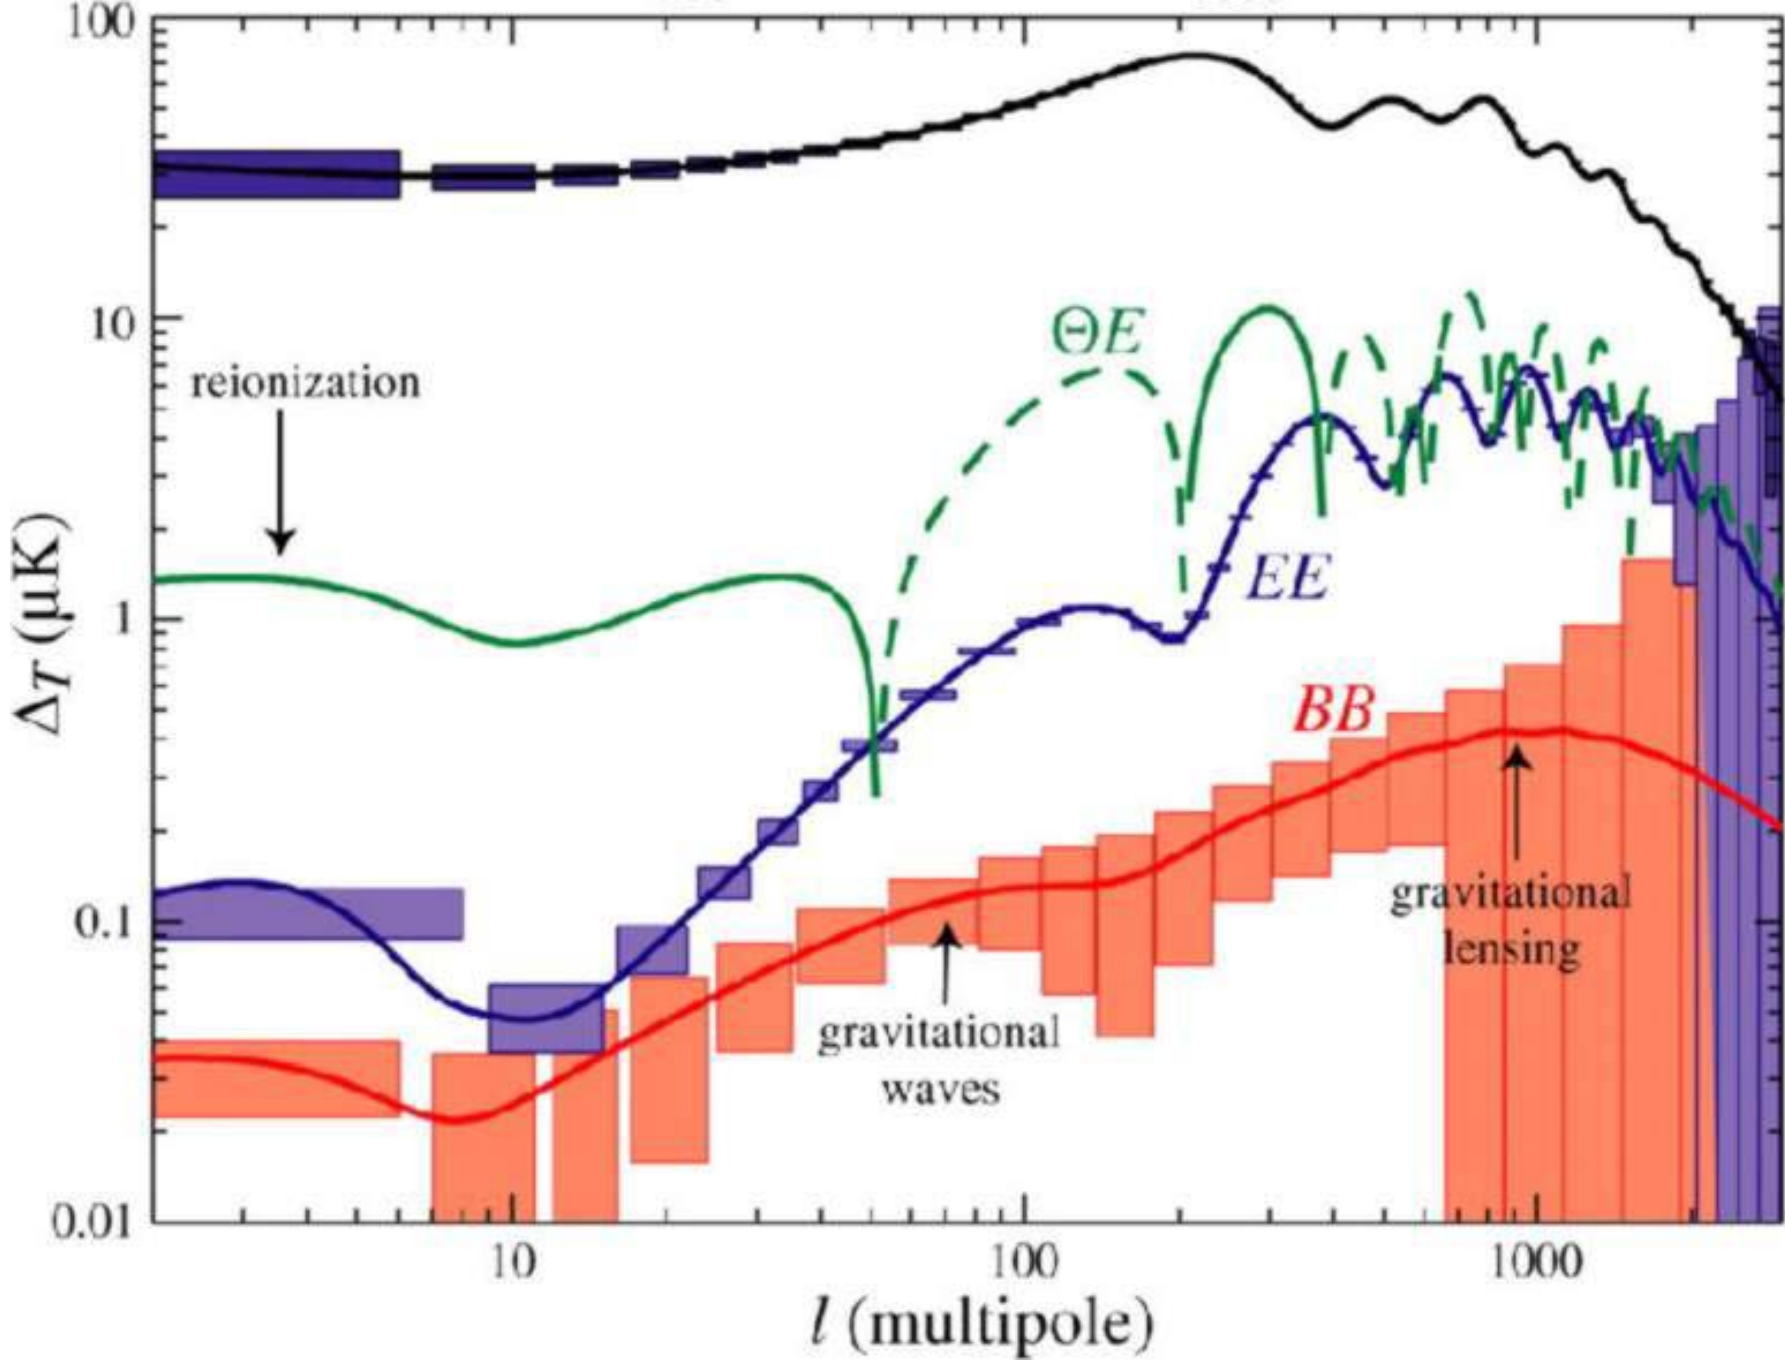 100
10
1
0.1
0.01
Δ_T (μK)
reionization
ΘE
EE
BB
gravitational
waves
gravitational
lensing
10
100
1000
l (multipole)